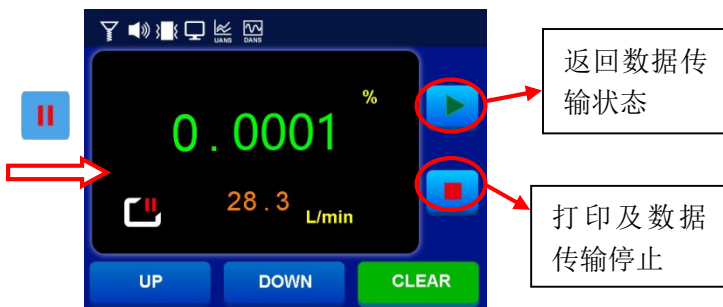 UANS
DANS
%
0.0001
28.3
L/min
UP
DOWN
CLEAR
返回数据传
输状态
打印及数据
传输停止